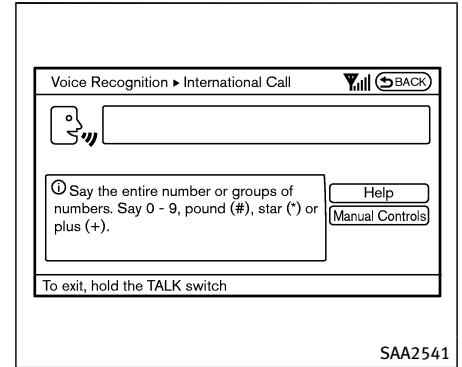 Voice Recognition ▸ International Call
BACK
ⓘ Say the entire number or groups of
numbers. Say 0 - 9, pound (#), star (*) or
plus (+).
Help
Manual Controls
To exit, hold the TALK switch
SAA2541